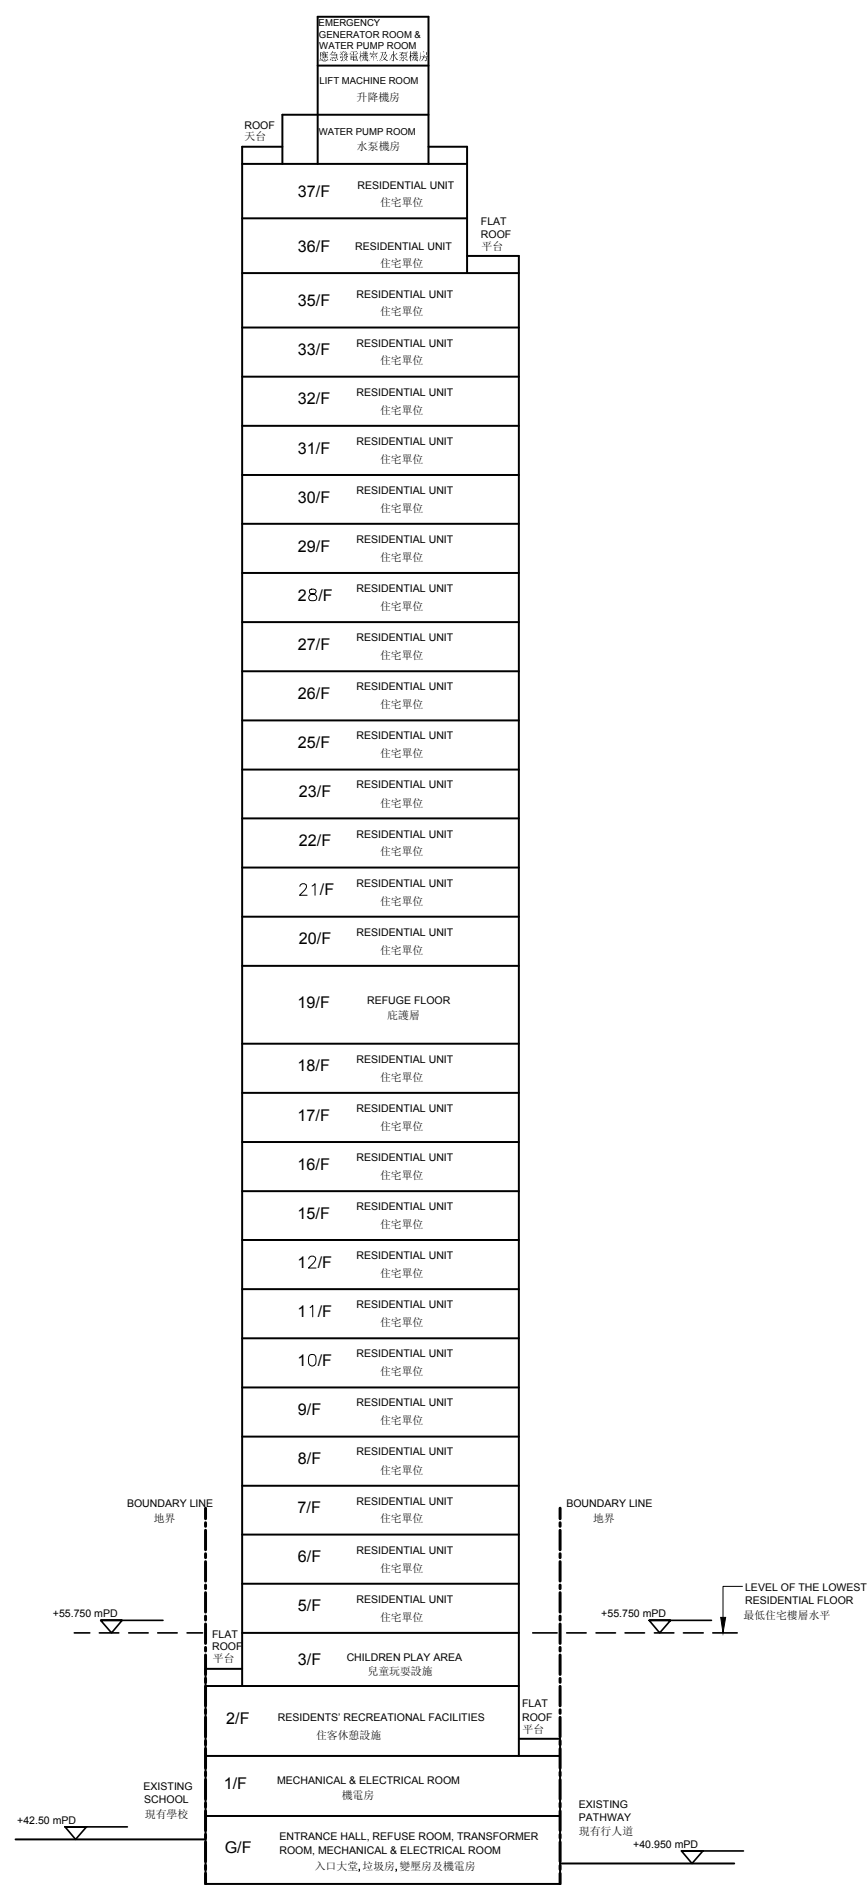 EMERGENCY
GENERATOR ROOM &
WATER PUMP ROOM
應急發電機室及水泵機房
LIFT MACHINE ROOM
升降機房
ROOF
天台
WATER PUMP ROOM
水泵機房
37/F RESIDENTIAL UNIT
住宅單位
FLAT
ROOF
平台
36/F RESIDENTIAL UNIT
住宅單位
35/F RESIDENTIAL UNIT
住宅單位
33/F RESIDENTIAL UNIT
住宅單位
32/F RESIDENTIAL UNIT
住宅單位
31/F RESIDENTIAL UNIT
住宅單位
30/F RESIDENTIAL UNIT
住宅單位
29/F RESIDENTIAL UNIT
住宅單位
28/F RESIDENTIAL UNIT
住宅單位
27/F RESIDENTIAL UNIT
住宅單位
26/F RESIDENTIAL UNIT
住宅單位
25/F RESIDENTIAL UNIT
住宅單位
23/F RESIDENTIAL UNIT
住宅單位
22/F RESIDENTIAL UNIT
住宅單位
21/F RESIDENTIAL UNIT
住宅單位
20/F RESIDENTIAL UNIT
住宅單位
19/F REFUGE FLOOR
庇護層
18/F RESIDENTIAL UNIT
住宅單位
17/F RESIDENTIAL UNIT
住宅單位
16/F RESIDENTIAL UNIT
住宅單位
15/F RESIDENTIAL UNIT
住宅單位
12/F RESIDENTIAL UNIT
住宅單位
11/F RESIDENTIAL UNIT
住宅單位
10/F RESIDENTIAL UNIT
住宅單位
9/F RESIDENTIAL UNIT
住宅單位
8/F RESIDENTIAL UNIT
住宅單位
BOUNDARY LINE
地界
7/F RESIDENTIAL UNIT
住宅單位
BOUNDARY LINE
地界
6/F RESIDENTIAL UNIT
住宅單位
5/F RESIDENTIAL UNIT
住宅單位
LEVEL OF THE LOWEST
RESIDENTIAL FLOOR
最低住宅樓層水平
+55.750 mPD
+55.750 mPD
FLAT
ROOF
平台
3/F CHILDREN PLAY AREA
兒童玩耍設施
2/F RESIDENTS' RECREATIONAL FACILITIES
住客休憩設施
FLAT
ROOF
平台
1/F MECHANICAL & ELECTRICAL ROOM
機電房
EXISTING
SCHOOL
現有學校
+42.50 mPD
EXISTING
PATHWAY
現有行人道
+40.950 mPD
G/F ENTRANCE HALL, REFUSE ROOM, TRANSFORMER
ROOM, MECHANICAL & ELECTRICAL ROOM
入口大堂, 垃圾房, 變壓房及機電房